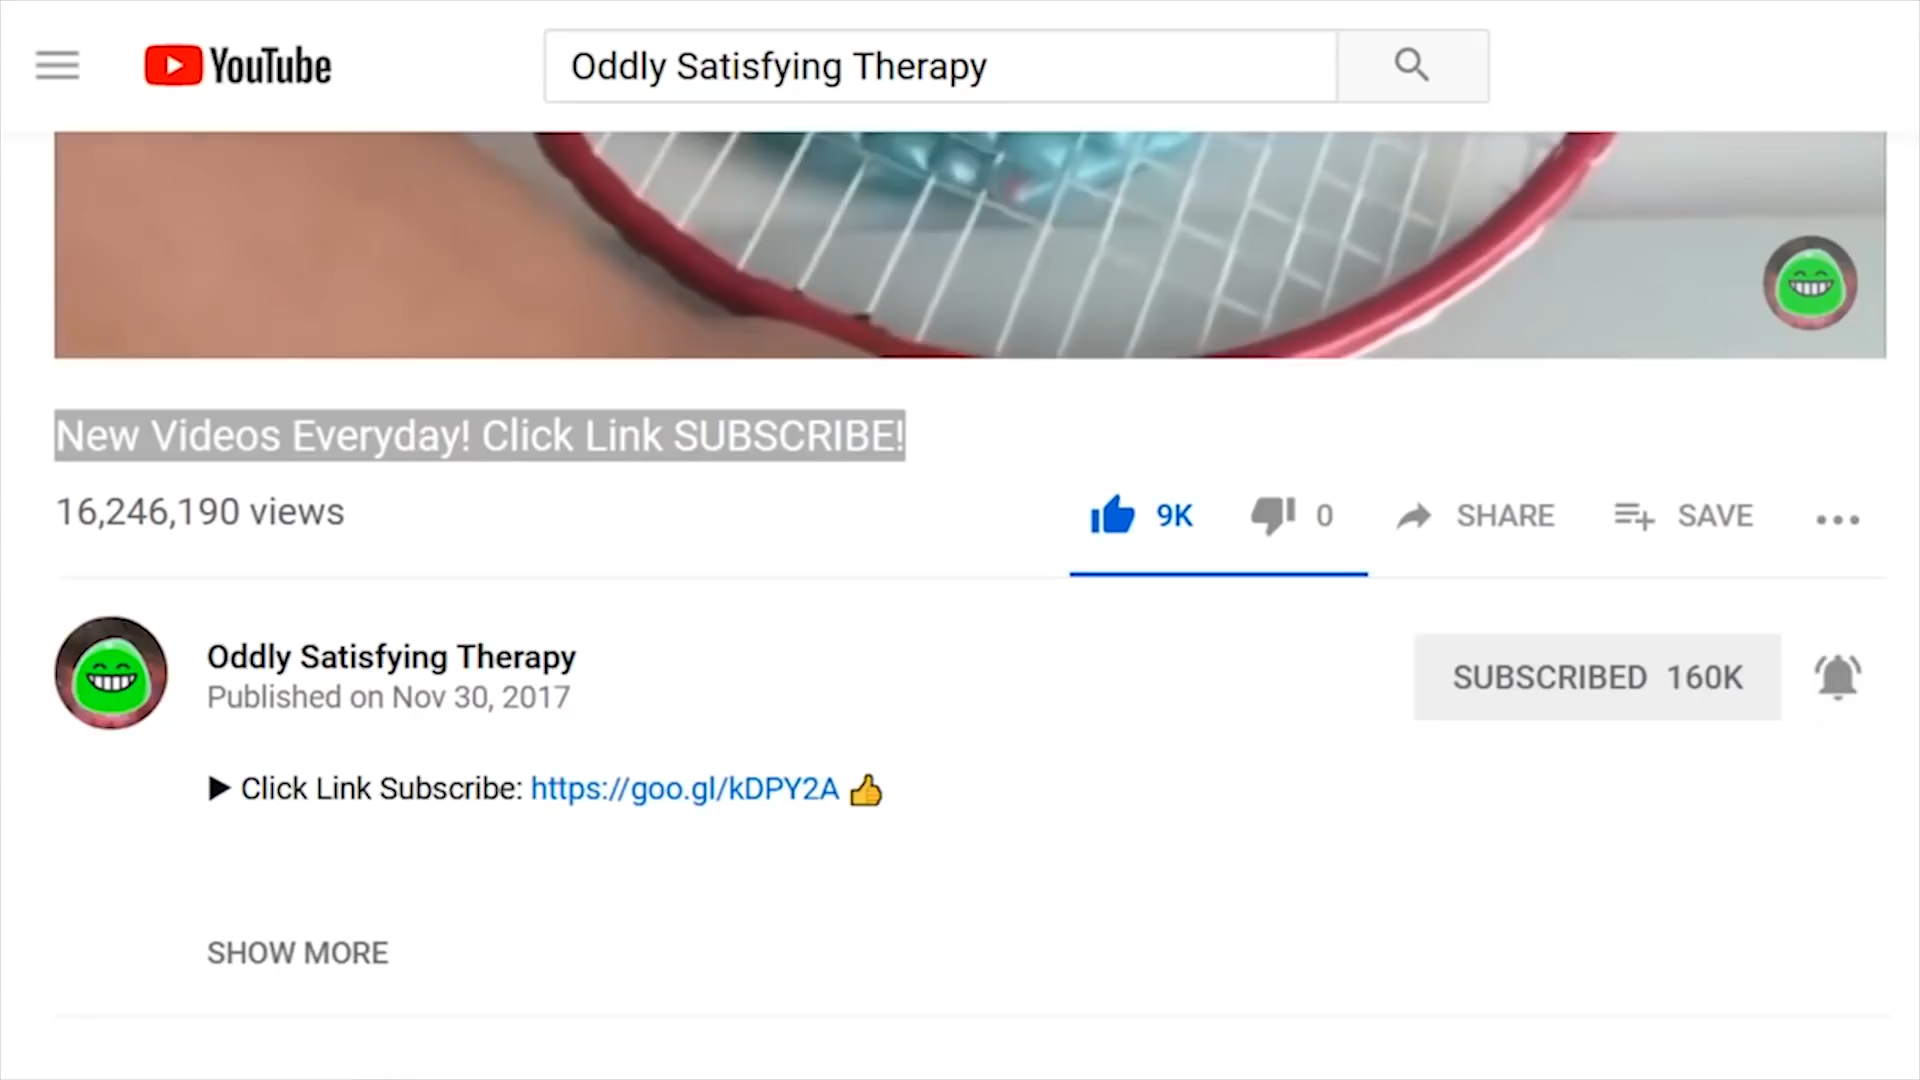 YouTube
Oddly Satisfying Therapy
New Videos Everyday! Click Link SUBSCRIBE!
16,246,190 views
9K
0
SHARE
SAVE
Oddly Satisfying Therapy
Published on Nov 30, 2017
SUBSCRIBED 160K
▶ Click Link Subscribe: https://goo.gl/kDPY2A 👍
SHOW MORE